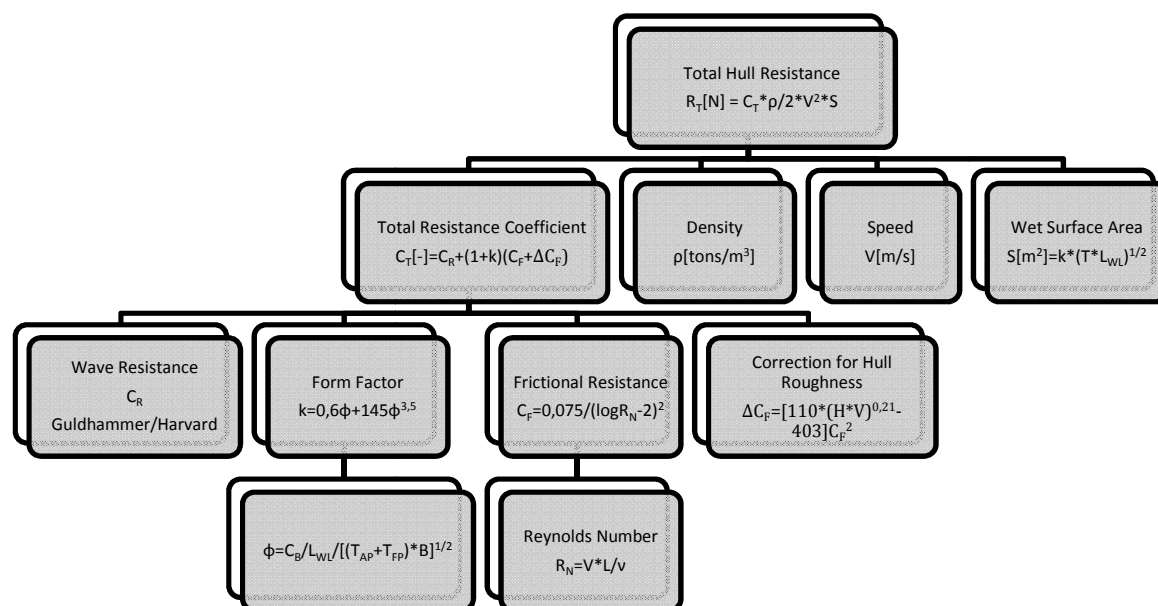 Total Hull Resistance
R_T[N] = C_T*ρ/2*V²*S
Total Resistance Coefficient
C_T[-]=C_R+(1+k)(C_F+ΔC_F)
Density
ρ[tons/m³]
Speed
V[m/s]
Wet Surface Area
S[m²]=k*(T*L_WL)^1/2
Wave Resistance
C_R
Guldhammer/Harvard
Form Factor
k=0,6ϕ+145ϕ^3,5
Frictional Resistance
C_F=0,075/(logR_N-2)²
Correction for Hull
Roughness
ΔC_F=[110*(H*V)^0,21-
403]C_F²
ϕ=C_B/L_WL/[(T_AP+T_FP)*B]^1/2
Reynolds Number
R_N=V*L/ν